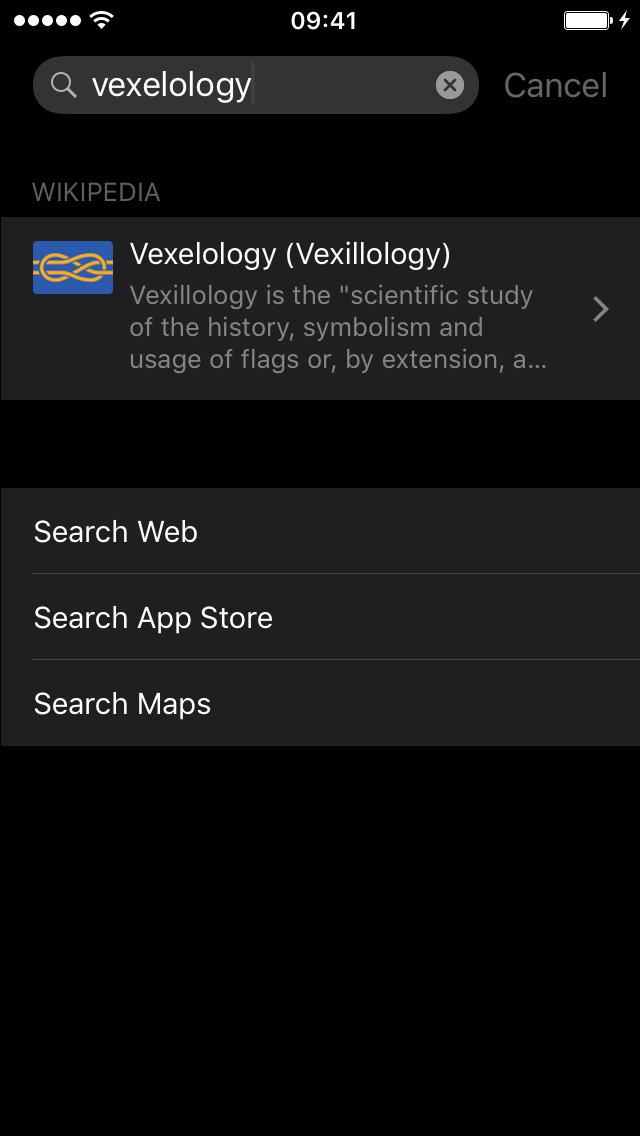 09:41
vexelology
Cancel
WIKIPEDIA
Vexelology (Vexillology)
Vexillology is the "scientific study
of the history, symbolism and
usage of flags or, by extension, a...
Search Web
Search App Store
Search Maps